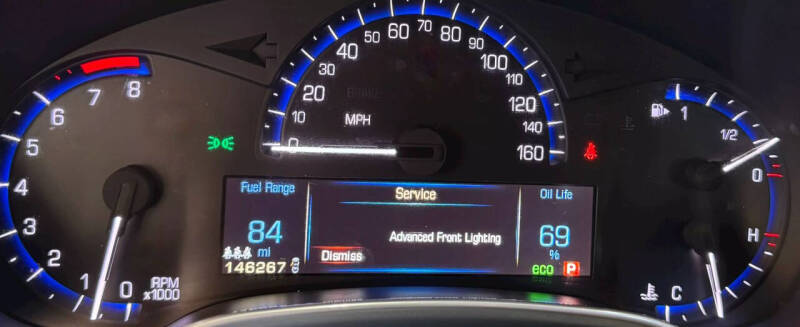 8
7
6
5
4
3
2
1
0
RPM
x1000
0
10
20
30
40
50
60
70
80
90
100
110
120
140
160
MPH
Fuel Range
84
mi
146267
Service
Advanced Front Lighting
Dismiss
Oil Life
69
%
eco P
1
1/2
0
H
C